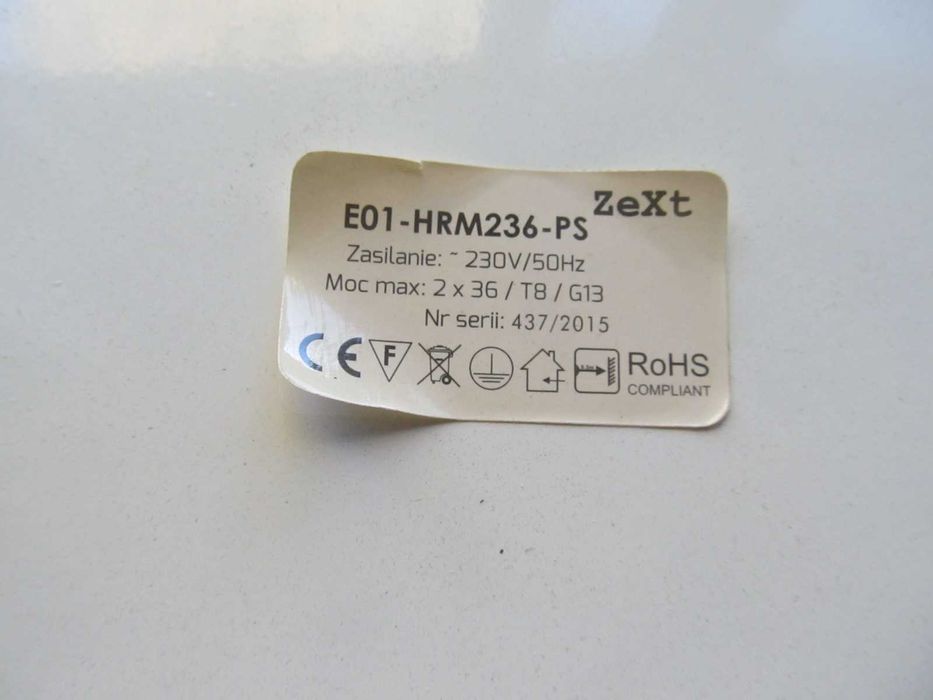 ZeXt
E01-HRM236-PS
Zasilanie: ~ 230V/50Hz
Moc max: 2 x 36 / T8 / G13
Nr serii: 437/2015
CE F RoHS
COMPLIANT